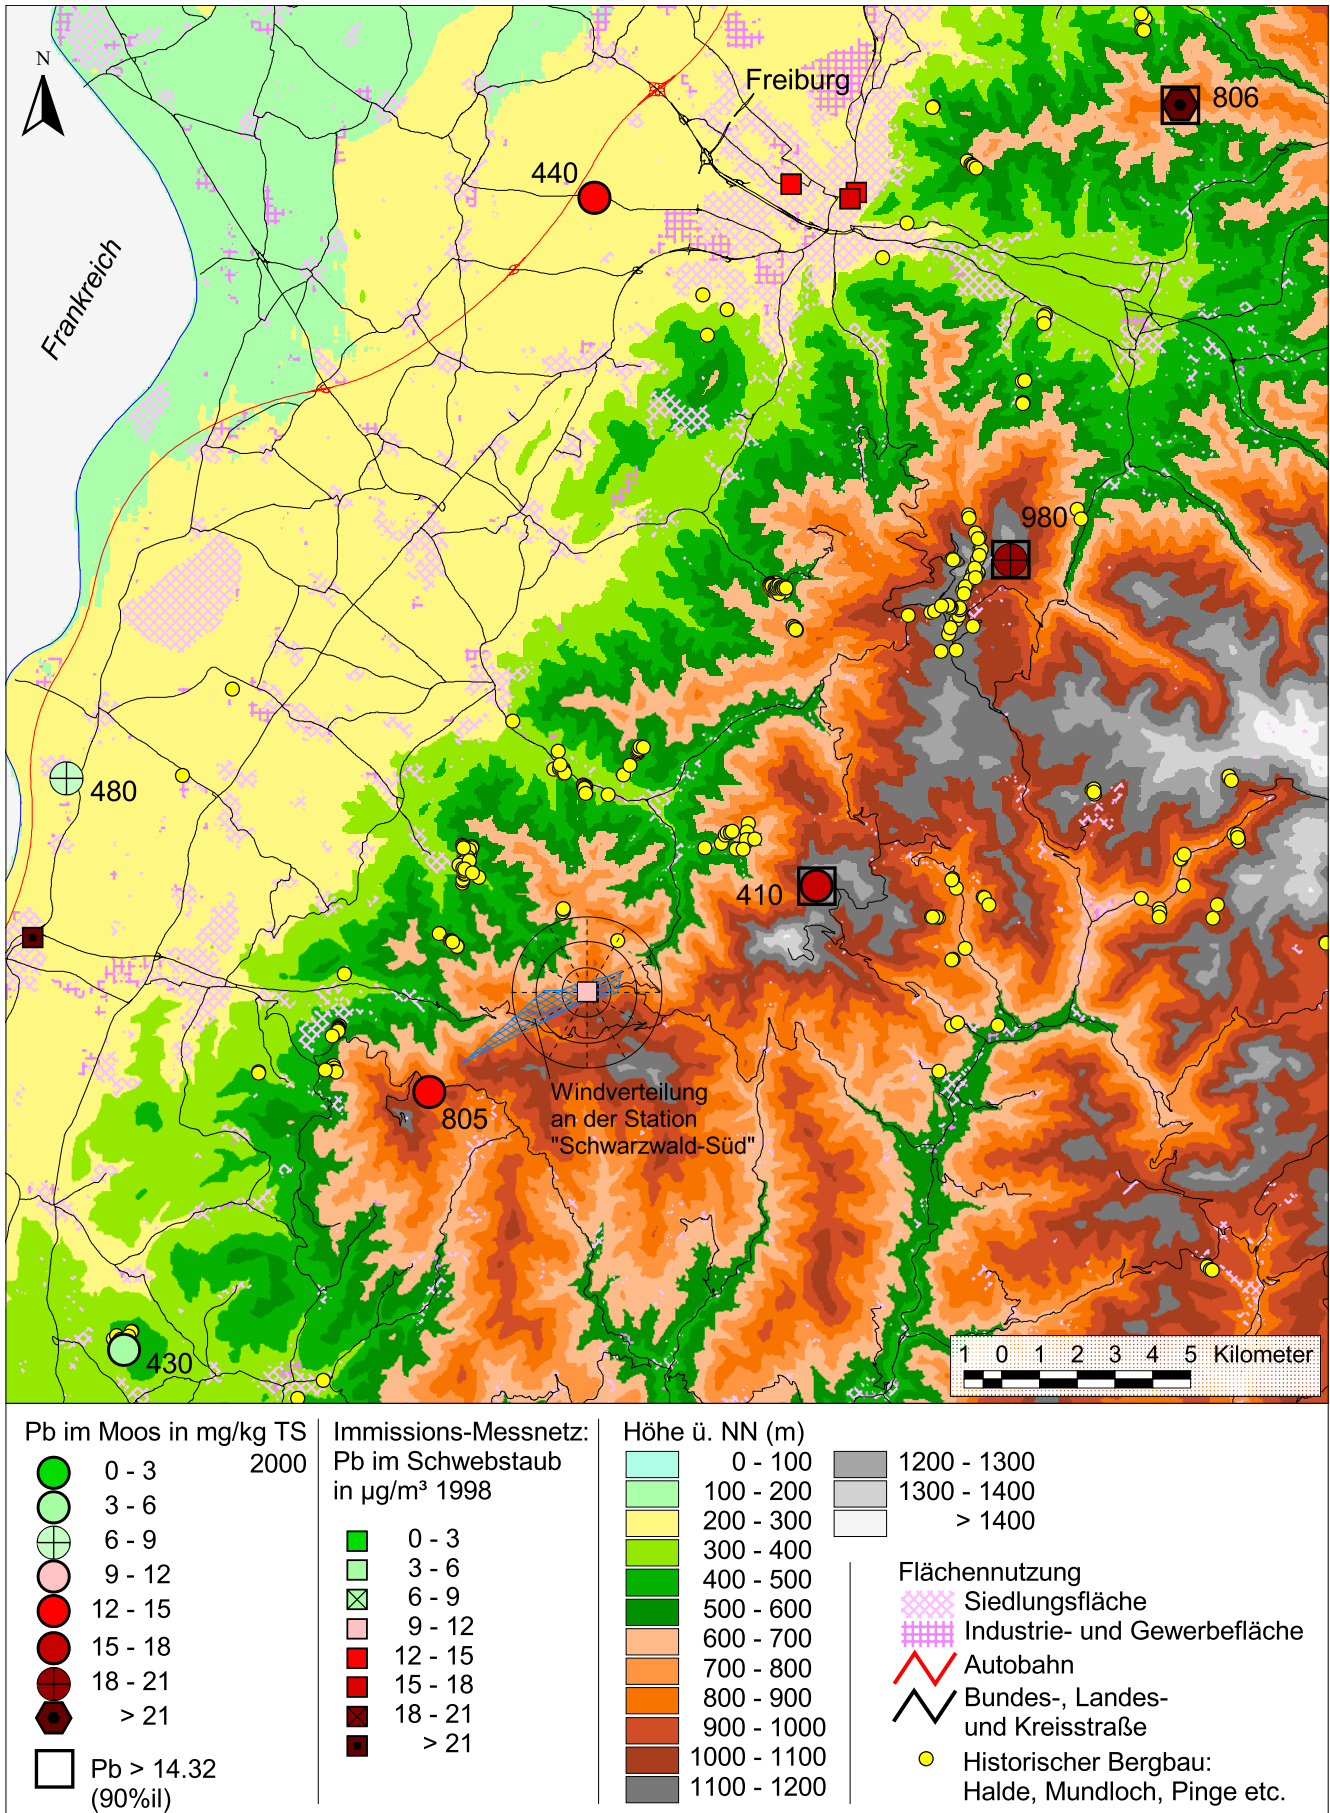 N
Freiburg
806
440
Frankreich
980
480
410
Windverteilung
an der Station
"Schwarzwald-Süd"
805
430
1 0 1 2 3 4 5 Kilometer
Pb im Moos in mg/kg TS
2000
0 - 3
3 - 6
6 - 9
9 - 12
12 - 15
15 - 18
18 - 21
> 21
Pb > 14.32
(90%il)
Immissions-Messnetz:
Pb im Schwebstaub
in µg/m³ 1998
0 - 3
3 - 6
6 - 9
9 - 12
12 - 15
15 - 18
18 - 21
> 21
Höhe ü. NN (m)
0 - 100
100 - 200
200 - 300
300 - 400
400 - 500
500 - 600
600 - 700
700 - 800
800 - 900
900 - 1000
1000 - 1100
1100 - 1200
1200 - 1300
1300 - 1400
> 1400
Flächennutzung
Siedlungsfläche
Industrie- und Gewerbefläche
Autobahn
Bundes-, Landes-
und Kreisstraße
Historischer Bergbau:
Halde, Mundloch, Pinge etc.